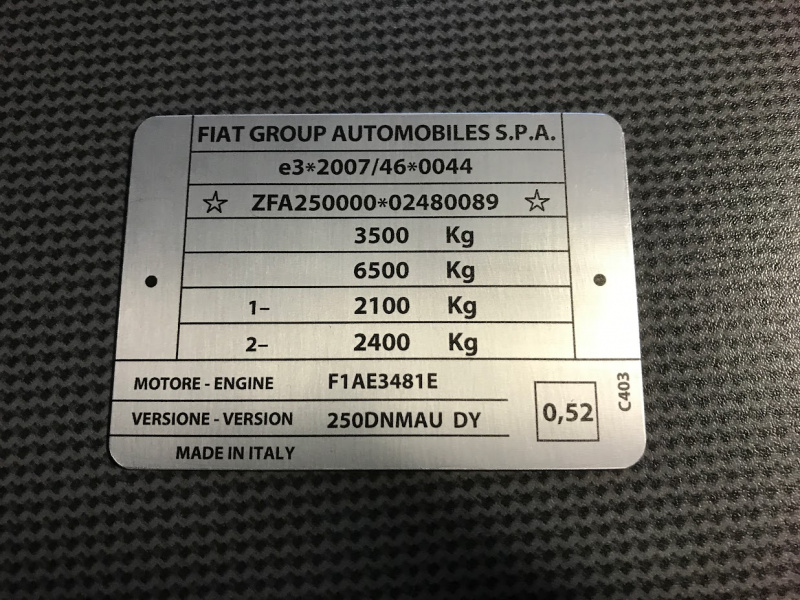 FIAT GROUP AUTOMOBILES S.P.A.
e3*2007/46*0044
☆ ZFA250000*02480089 ☆
3500 Kg
6500 Kg
1– 2100 Kg
2– 2400 Kg
MOTORE - ENGINE F1AE3481E
VERSIONE - VERSION 250DNMAU DY
MADE IN ITALY
0,52
C403